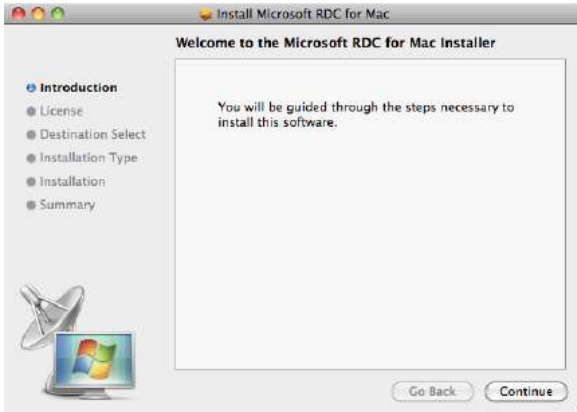 Install Microsoft RDC for Mac
Welcome to the Microsoft RDC for Mac Installer
Introduction
License
Destination Select
Installation Type
Installation
Summary
You will be guided through the steps necessary to
install this software.
Go Back
Continue